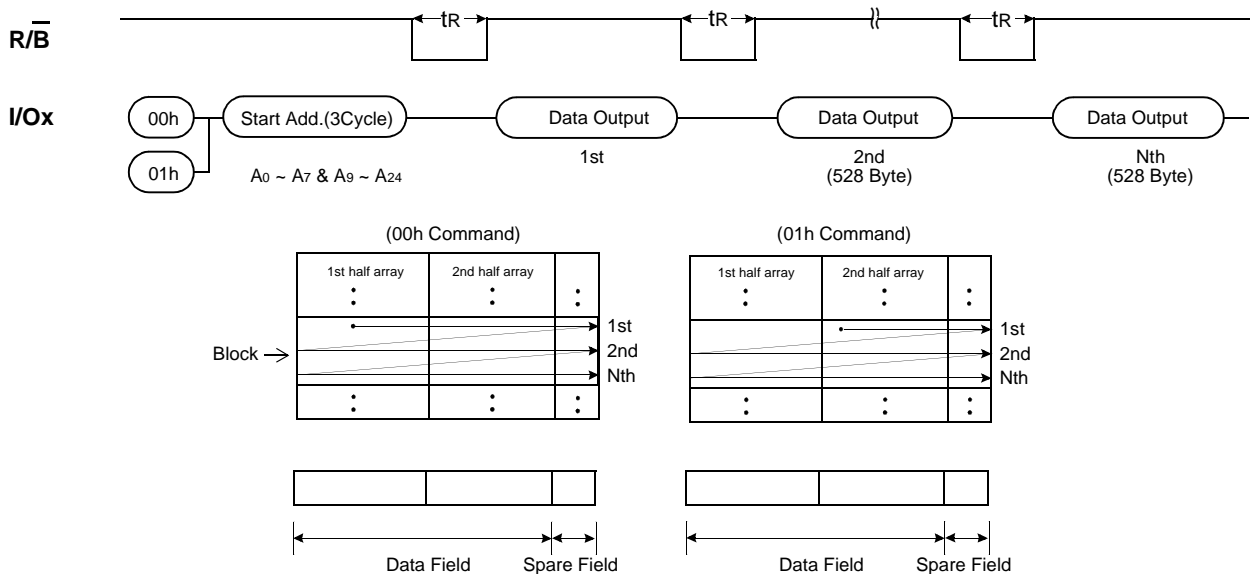 tR tR tR
R/B
I/Ox
00h Start Add.(3Cycle) Data Output Data Output Data Output
01h
A0 ~ A7 & A9 ~ A24
1st 2nd Nth
(528 Byte) (528 Byte)
(00h Command) (01h Command)
1st half array 2nd half array 1st half array 2nd half array
1st 1st
Block 2nd 2nd
Nth Nth
Data Field Spare Field Data Field Spare Field